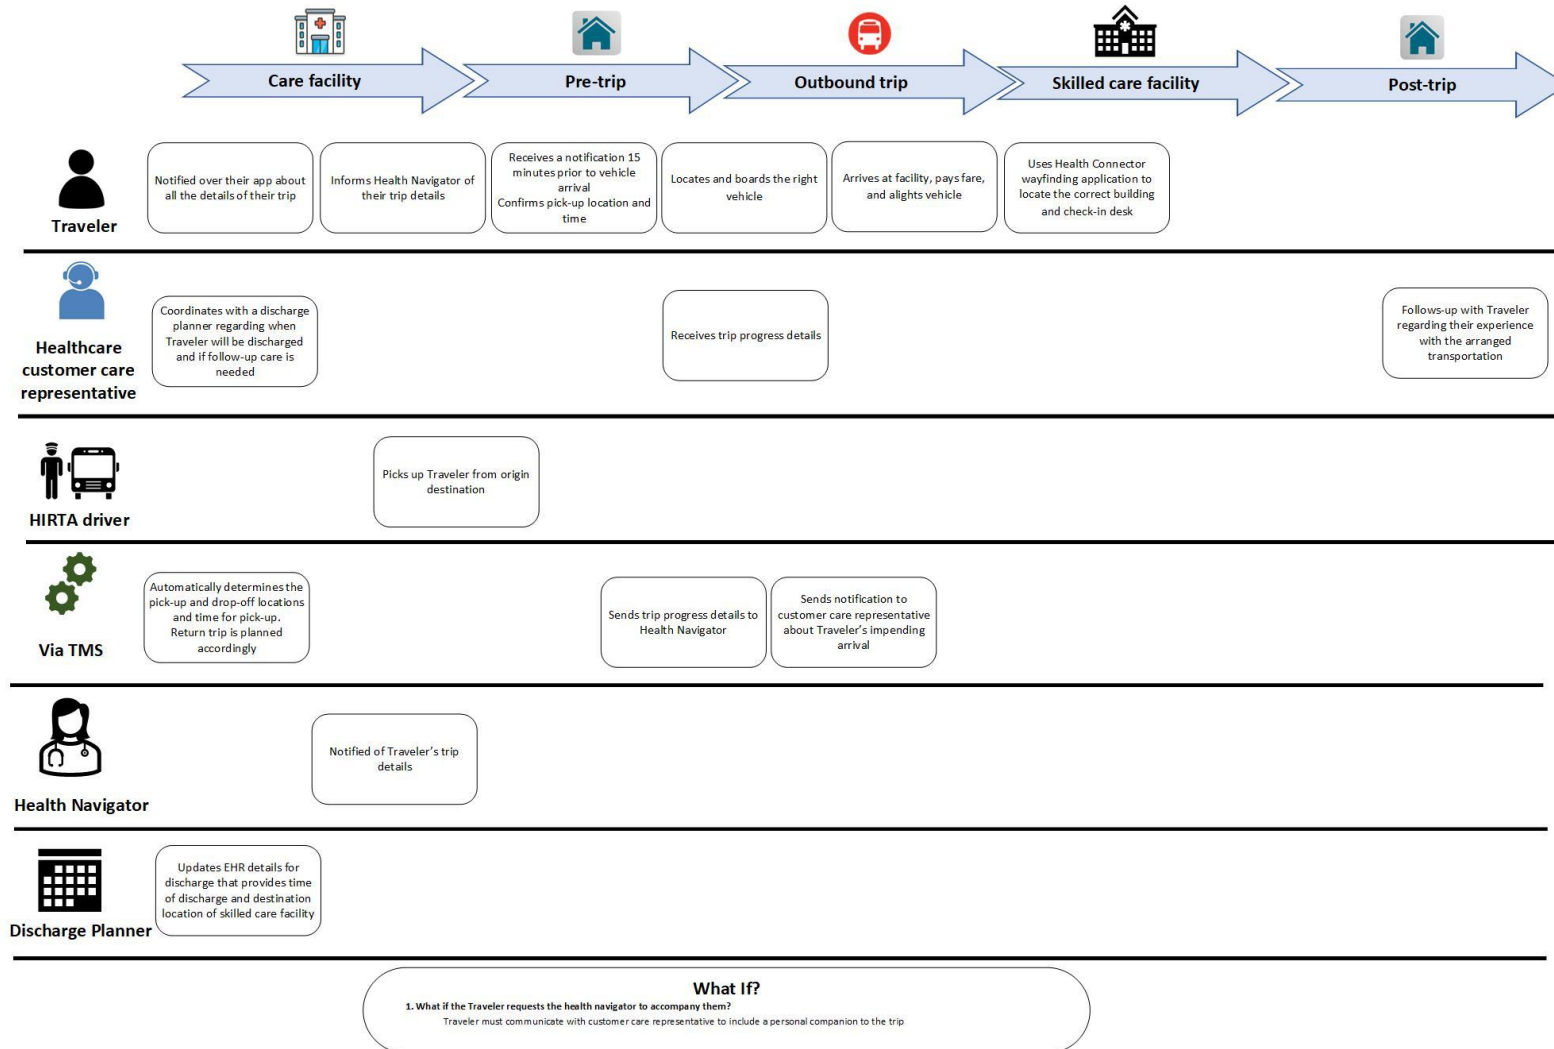 Care facility
Pre-trip
Outbound trip
Skilled care facility
Post-trip
Traveler
Notified over their app about
all the details of their trip
Informs Health Navigator of
their trip details
Receives a notification 15
minutes prior to vehicle
arrival
Confirms pick-up location and
time
Locates and boards the right
vehicle
Arrives at facility, pays fare,
and alights vehicle
Uses Health Connector
wayfinding application to
locate the correct building
and check-in desk
Healthcare
customer care
representative
Coordinates with a discharge
planner regarding when
Traveler will be discharged
and if follow-up care is
needed
Receives trip progress details
Follows-up with Traveler
regarding their experience
with the arranged
transportation
HIRTA driver
Picks up Traveler from origin
destination
Via TMS
Automatically determines the
pick-up and drop-off locations
and time for pick-up.
Return trip is planned
accordingly
Sends trip progress details to
Health Navigator
Sends notification to
customer care representative
about Traveler's impending
arrival
Health Navigator
Notified of Traveler's trip
details
Discharge Planner
Updates EHR details for
discharge that provides time
of discharge and destination
location of skilled care facility
What If?
1. What if the Traveler requests the health navigator to accompany them?
Traveler must communicate with customer care representative to include a personal companion to the trip